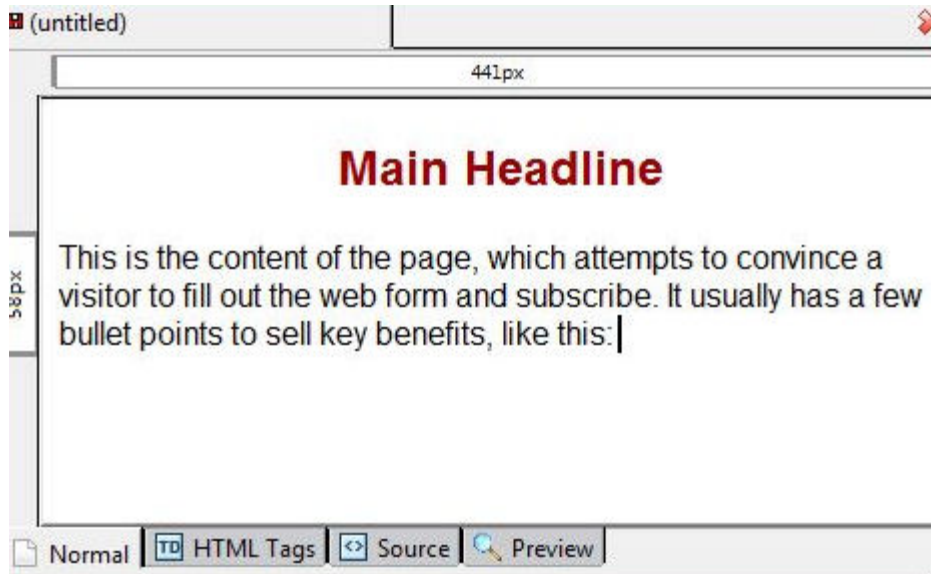 (untitled)
441px
Main Headline
This is the content of the page, which attempts to convince a
visitor to fill out the web form and subscribe. It usually has a few
bullet points to sell key benefits, like this:
58px
Normal TD HTML Tags <> Source Preview